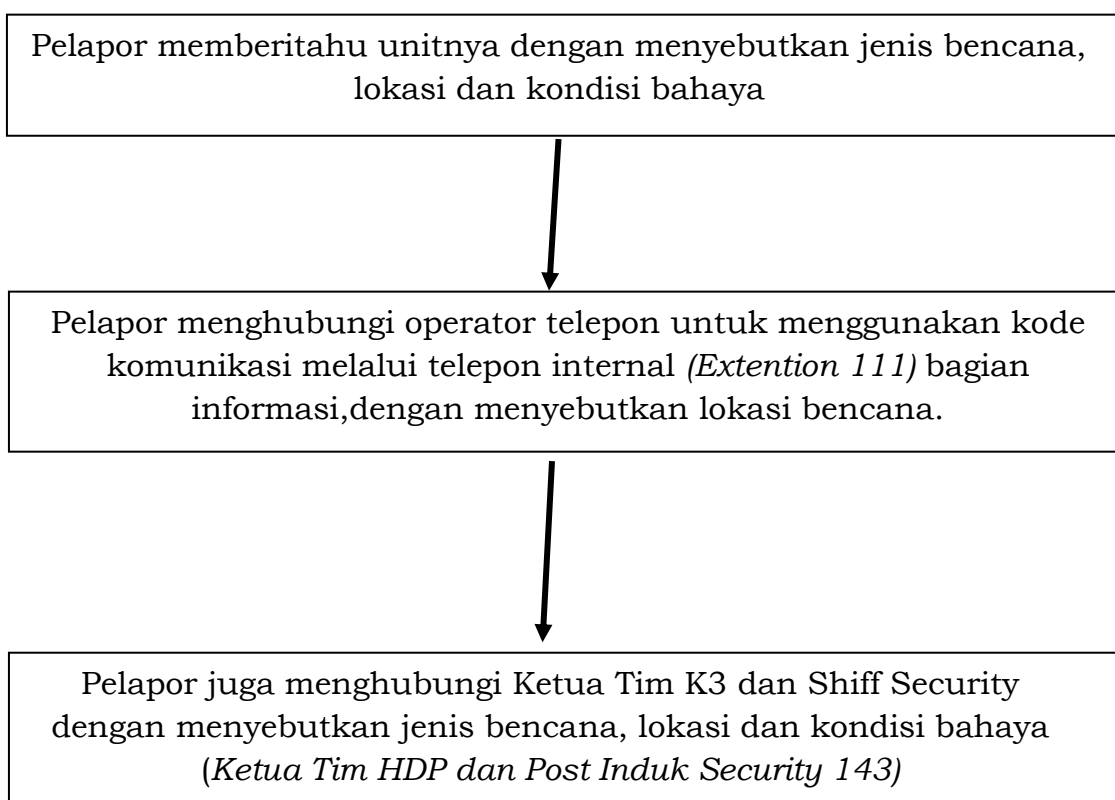 Pelapor memberitahu unitnya dengan menyebutkan jenis bencana,
lokasi dan kondisi bahaya
Pelapor menghubungi operator telepon untuk menggunakan kode
komunikasi melalui telepon internal (Extention 111) bagian
informasi,dengan menyebutkan lokasi bencana.
Pelapor juga menghubungi Ketua Tim K3 dan Shiff Security
dengan menyebutkan jenis bencana, lokasi dan kondisi bahaya
(Ketua Tim HDP dan Post Induk Security 143)